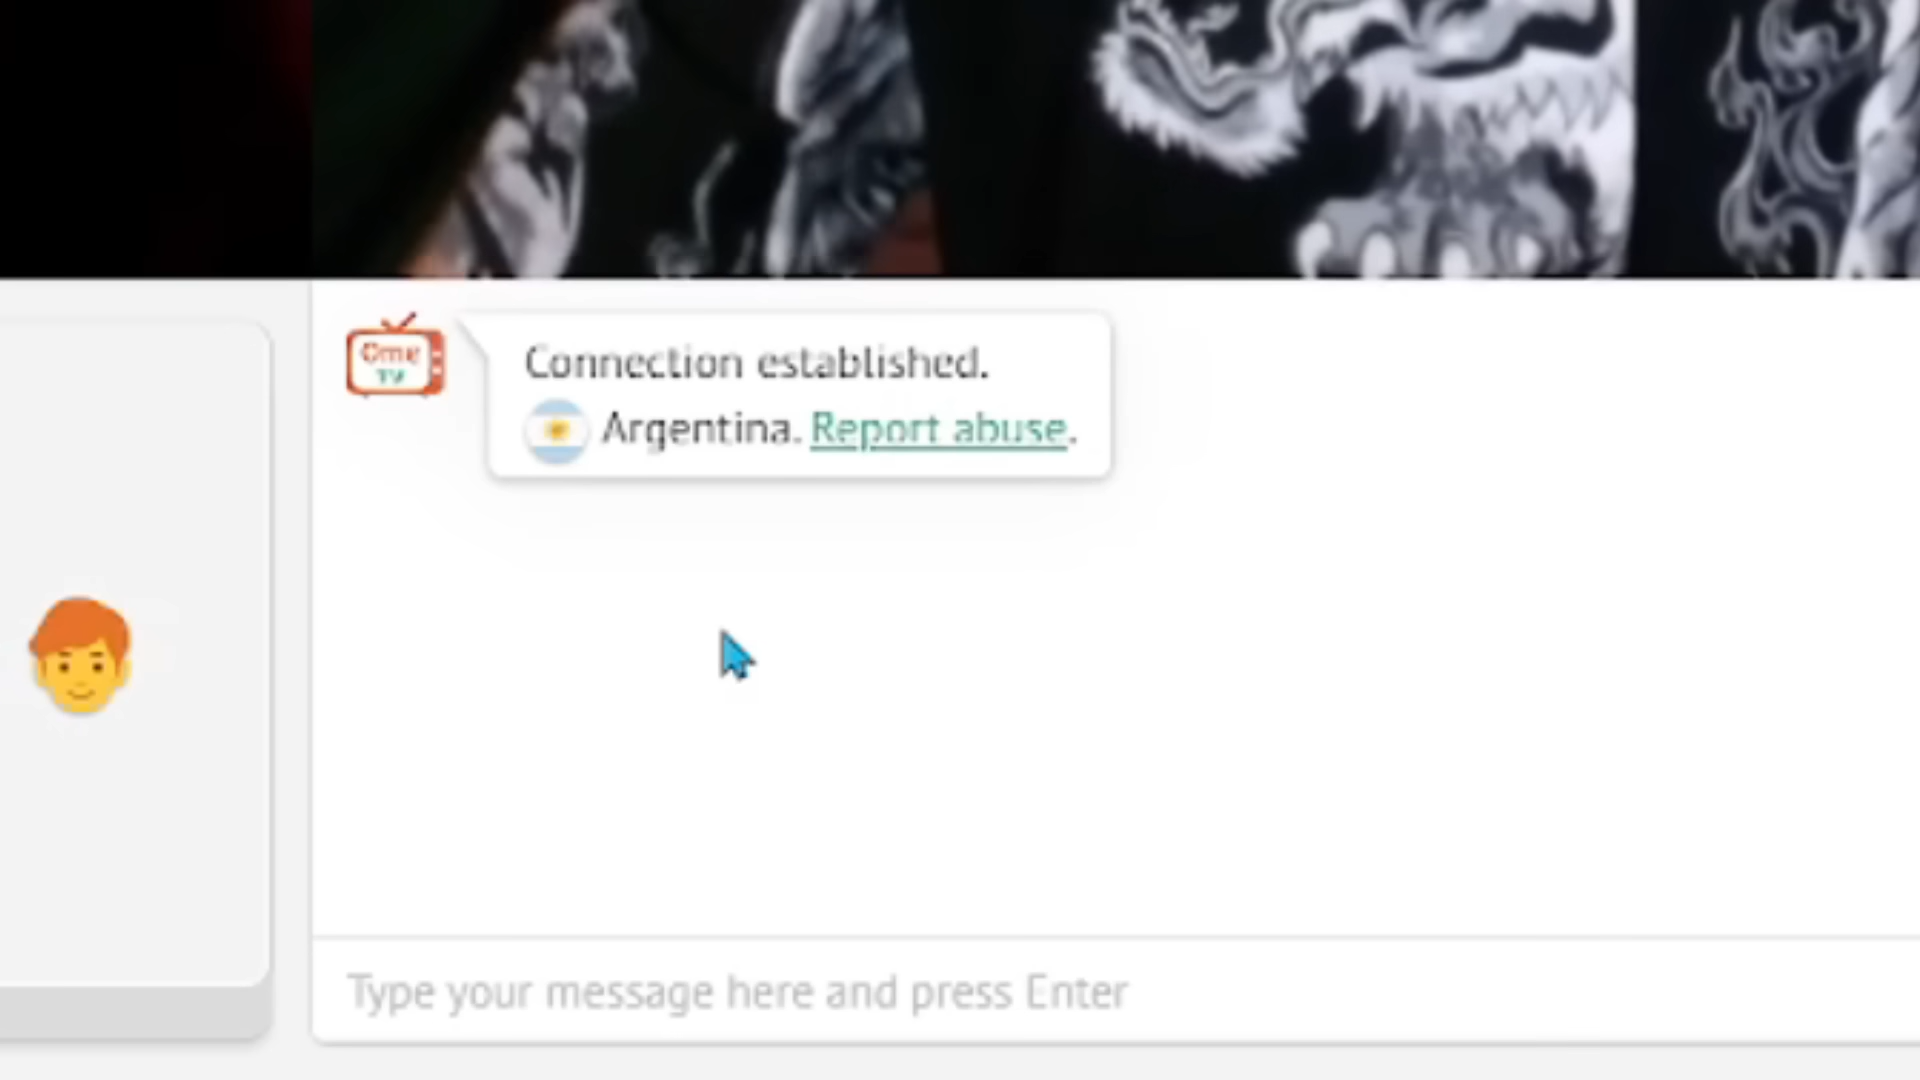 Ome
TV
Connection established.
Argentina. Report abuse.
Type your message here and press Enter